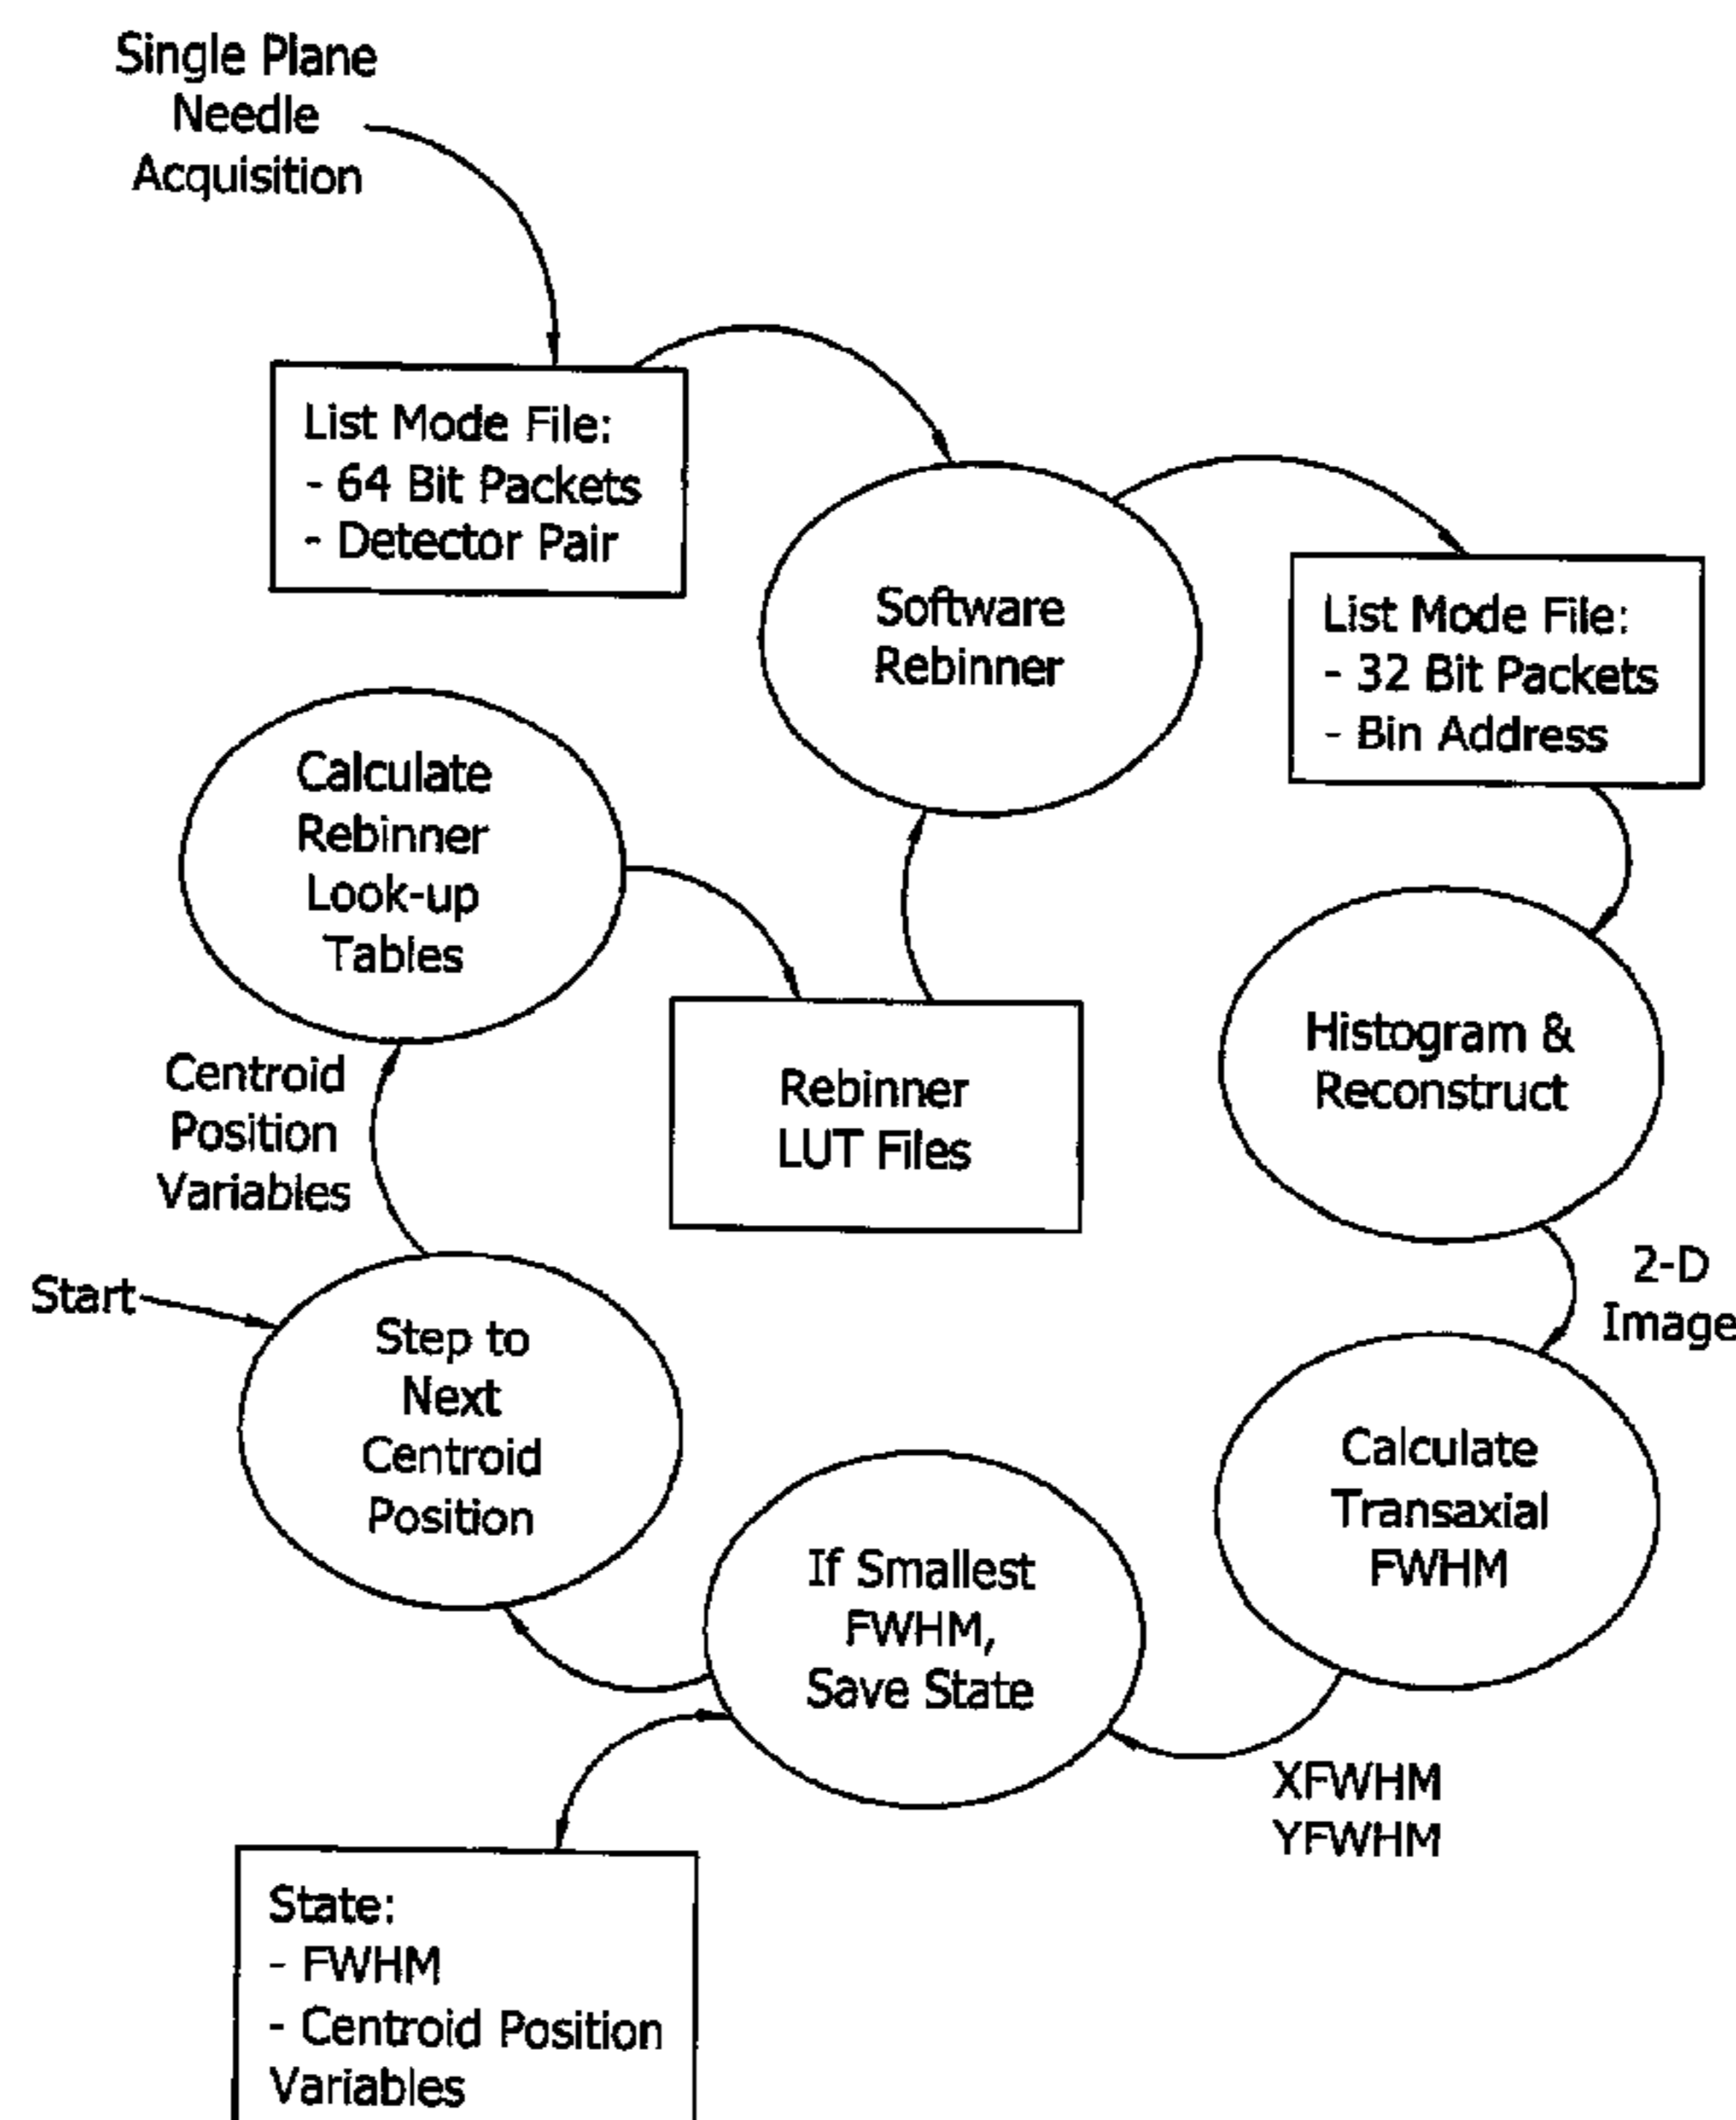 Single Plane
Needle
Acquisition
List Mode File:
- 64 Bit Packets
- Detector Pair
Software
Rebinner
List Mode File:
- 32 Bit Packets
- Bin Address
Calculate
Rebinner
Look-up
Tables
Rebinner
LUT Files
Histogram &
Reconstruct
Centroid
Position
Variables
Start
Step to
Next
Centroid
Position
2-D
Image
Calculate
Transaxial
FWHM
If Smallest
FWHM,
Save State
XFWHM
YFWHM
State:
- FWHM
- Centroid Position
Variables